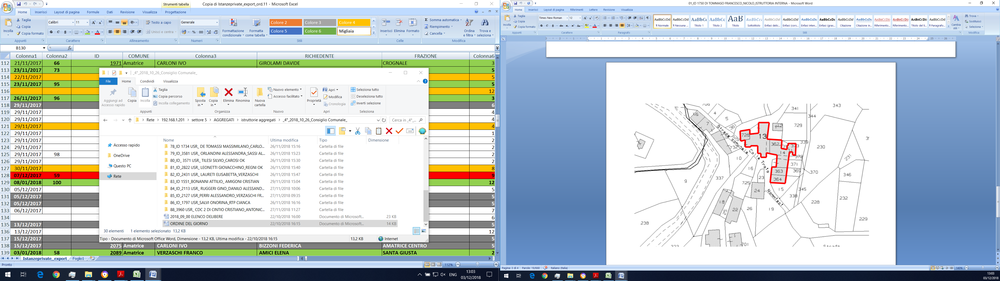 Strumenti tabella
Copia di Istanzeprivate_export_ord.11 - Microsoft Excel
Home Inserisci Layout di pagina Formule Dati Revisione Visualizza Progettazione
Incolla
Taglia
Copia
Copia formato
Appunti
Calibri 11
G C S
Carattere
Testo a capo
Unisci e centra
Allineamento
Generale
% 000
Numeri
Formattazione condizionale
Formatta come tabella
Colore 2 Colore 3 Colore 4
Colore 5 Colore 6 Migliaia
Stili
Inserisci Elimina Formato
Celle
Somma automatica
Riempimento
Cancella
Ordina e filtra
Trova e seleziona
Modifica
B130 fx
Colonna1 Colonna2 ID COMUNE Colonna3 RICHIEDENTE FRAZIONE Colonna6
112 21/11/2017 66 1971 Amatrice CARLONI IVO GIROLAMI DAVIDE CROGNALE 3
113 23/11/2017 73 5
114 22/11/2017 5
115 23/11/2017 95 5
116 12
117 26/11/2017 96 3
118 29/11/2017 6
119 29/11/2017 4
120 29/11/2017 4
121 29/11/2017 4
122 29/11/2017 1
123 29/11/2017 2
124 29/11/2017 2
125 29/11/2017 98 2
126 29/11/2017 2
127 30/11/2017 8
128 07/12/2017 59 9
129 08/01/2018 100 12
130 05/12/2017 5
131 05/12/2017 5
132 05/12/2017 5
133 06/12/2017 7
134 6
135 13/12/2017 5
136 13/12/2017 12
137 15/12/2017 5
138 15/12/2017 2075 Amatrice CARLONI IVO BIZZONI FEDERICA AMATRICE CENTRO 5
139 03/01/2018 58 2089 Amatrice VERZASCHI FRANCO AMICI ELENA SANTA GIUSTA 2
Istanzeprivate_export Foglio1
Pronto 112%
_4°_2018_10_26_Consiglio Comunale_
File Home Condividi Visualizza
Aggiungi ad Accesso rapido
Copia
Incolla
Taglia
Copia percorso
Incolla collegamento
Appunti
Sposta in
Copia in
Elimina
Rinomina
Organizza
Nuova cartella
Nuovo elemento
Accesso facilitato
Nuovo
Proprietà
Apri
Modifica
Cronologia
Apri
Seleziona tutto
Deseleziona tutto
Inverti selezione
Seleziona
Rete > 192.168.1.201 > settore 5 > AGGREGATI > istruttorie aggregati > _4°_2018_10_26_Consiglio Comunale_
Cerca in _4°_...
Accesso rapido
OneDrive
Questo PC
Rete
Nome Ultima modifica Tipo Dimensione
78_ID 1734 USR_ DE TOMASSI MASSIMILANO_CARLO... 26/11/2018 15:16 Cartella di file
79_ID_3581 USR_ ORLANDINI ALESSANDRA_SASSI AL... 26/11/2018 15:23 Cartella di file
80_ID_ 3571 USR_ TILESI SILVIO_CAROSI OK 26/11/2018 15:30 Cartella di file
81_ID_2822 USR_ LEONETTI GIOVACCHINO_REGNI OK 26/11/2018 15:40 Cartella di file
82_ID_2431 USR_ LAURETI ELISABETTA_VERZASCHI 26/11/2018 15:47 Cartella di file
83_ID 1551_BONANNI ATTILIO_ AMIGONI CRISTIAN 29/11/2018 15:04 Cartella di file
84_ID_2113 USR_ RUGGERI GINO_DANILO ALESSAND... 27/11/2018 10:06 Cartella di file
85_ID_2127 USR_PERRI ALESSANDRO_VERZASCHI FR... 27/11/2018 09:35 Cartella di file
86_ID_1797 USR_SALVI ONORINA_RTP CIANCA 26/11/2018 16:16 Cartella di file
88_3960 USR_ CDC 2 DI CINTIO CRISTIANO_ANTONIC... 27/11/2018 11:27 Cartella di file
2018_09_00 ELENCO DELIBERE 22/10/2018 16:00 Documento di Microsoft... 23 KB
ORDINE DEL GIORNO 22/10/2018 16:15 Documento di Microsoft... 14 KB
30 elementi 1 elemento selezionato 13,2 KB
Tipo - Documento di Microsoft Office Word, Dimensione - 13,2 KB, Ultima modifica - 22/10/2018 16:15 13,2 KB Internet
ENG
13:03
03/12/2018
01_ID 1750 DI TOMMASO FRANCESCO_NICOLO_ISTRUTTORIA INTERNA - Microsoft Word
Home Inserisci Layout di pagina Riferimenti Lettere Revisione Visualizza
Incolla
Taglia
Copia
Copia formato
Appunti
Times New Roman 12
G C S abc
Carattere
Paragrafo
¶ Normale
¶ Nessuna ...
Titolo 1
Titolo 2
Titolo
Sottotitolo
Enfasi delic...
Enfasi (cors...
Enfasi inten...
Enfasi (gras...
Citazione
Citazione in...
Riferimento...
Riferimento...
Titolo del li...
¶ Paragrafo...
Stili
Cambia stili
Trova
Sostituisci
Seleziona
Modifica
706 341 343
6 4 5 344
7 361 12 729
728 13 339
Strada comunale Colle Troio
732 362 373 230
14 372 231
10 371
16 363 369 370
9 337 23 364 346
725 15 345
24 338
Nommisci
18 228 232
25 22 26 19
238 229
701
Strada
Pagina: 3 di 4 Parole: 19/668 Italiano (Italia) 140%
13:03
03/12/2018